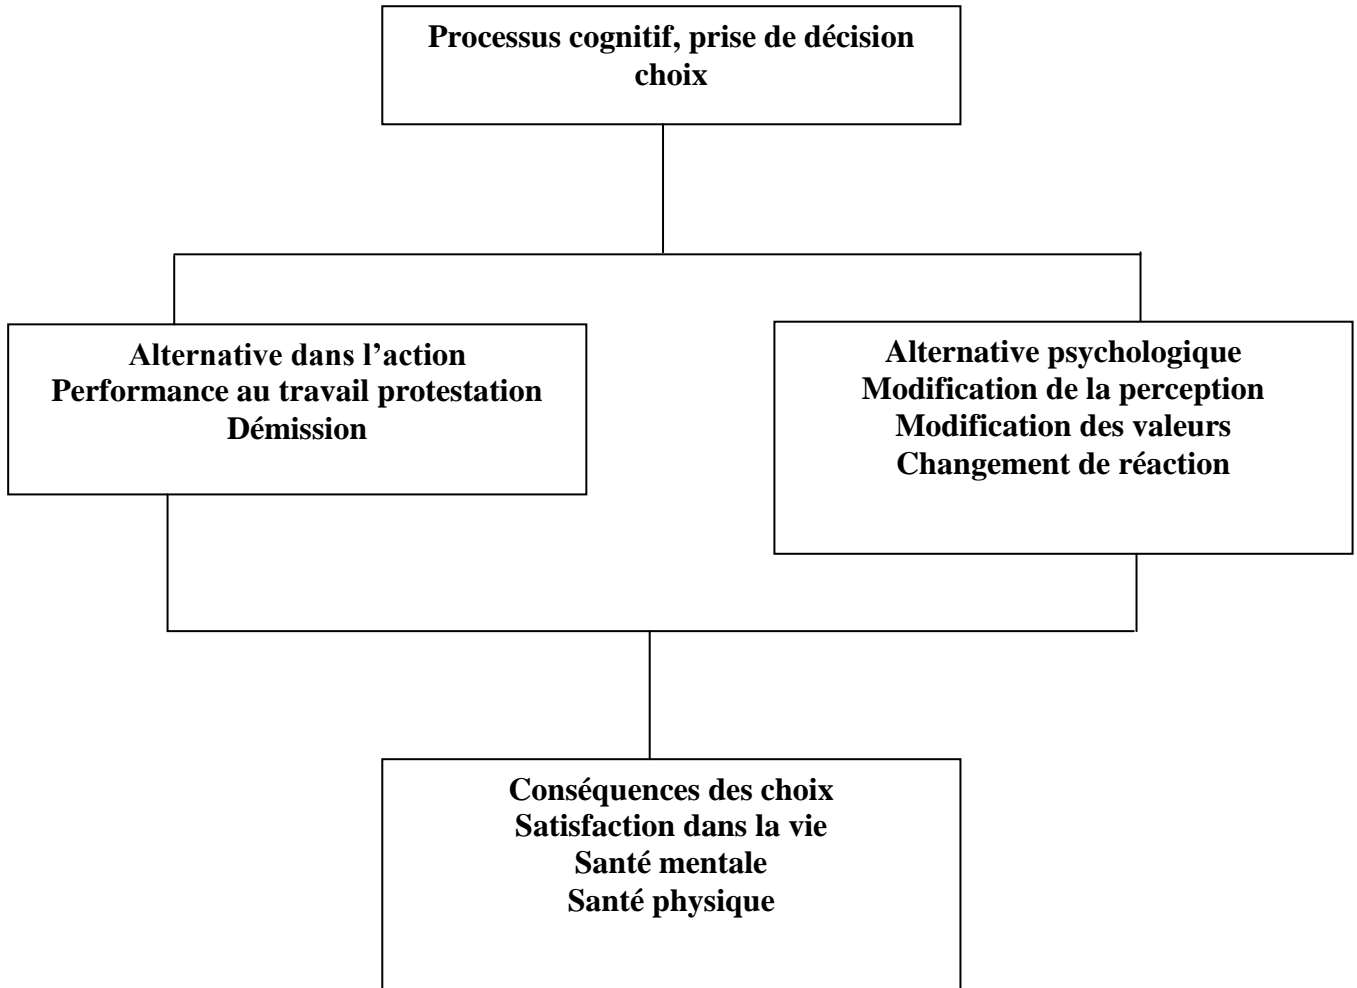 Processus cognitif, prise de décision
choix
Alternative dans l’action
Performance au travail protestation
Démission
Alternative psychologique
Modification de la perception
Modification des valeurs
Changement de réaction
Conséquences des choix
Satisfaction dans la vie
Santé mentale
Santé physique